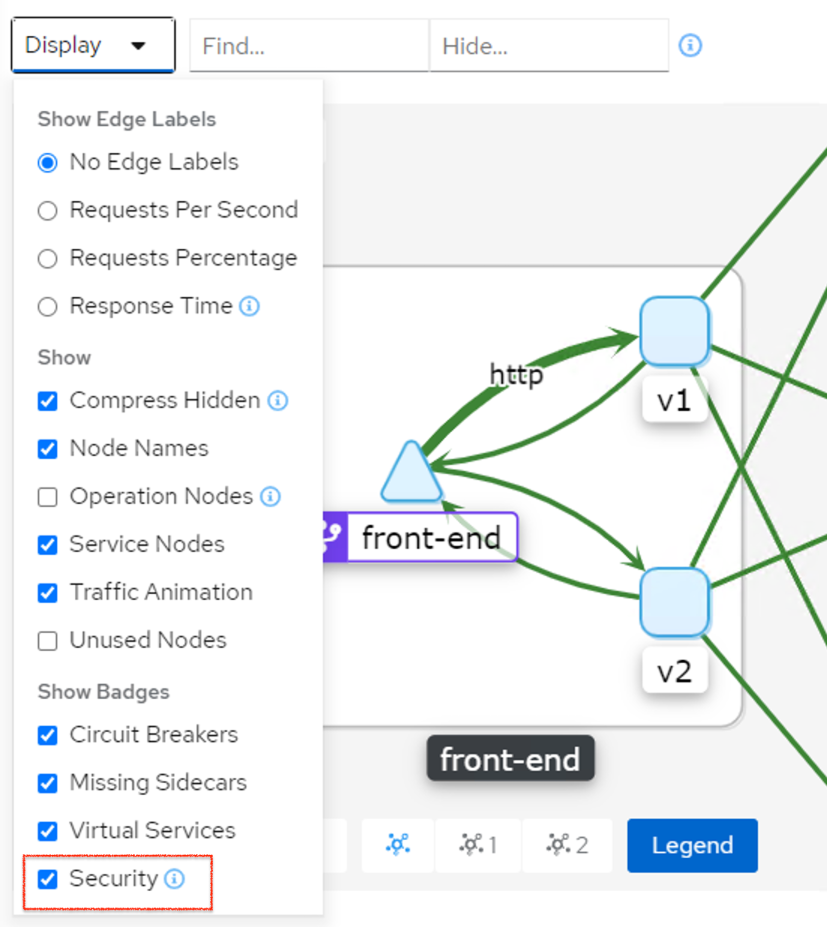 Display
Find...
Hide...
Show Edge Labels
No Edge Labels
Requests Per Second
Requests Percentage
Response Time
Show
Compress Hidden
Node Names
Operation Nodes
Service Nodes
Traffic Animation
Unused Nodes
Show Badges
Circuit Breakers
Missing Sidecars
Virtual Services
Security
http
v1
front-end
v2
front-end
1
2
Legend